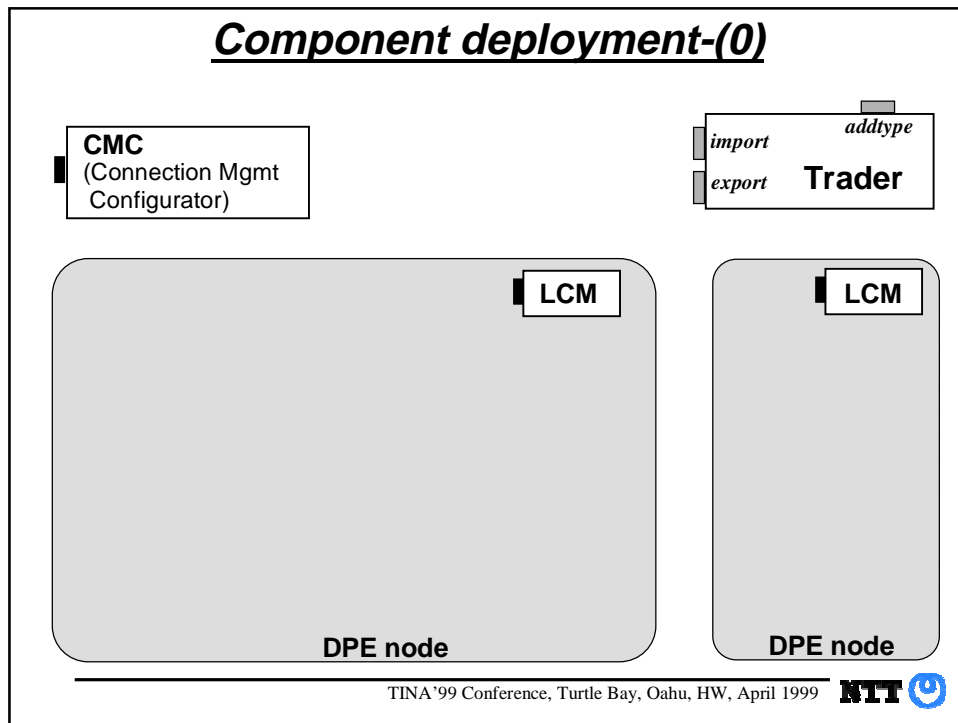 Component deployment-(0)
CMC
(Connection Mgmt
Configurator)
addtype
import
export
Trader
LCM
LCM
DPE node
DPE node
TINA'99 Conference, Turtle Bay, Oahu, HW, April 1999
NTT